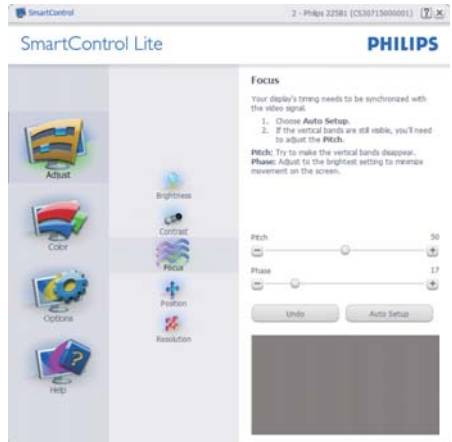 SmartControl
2 - Philips 225B1 (CS30715000001)
SmartControl Lite
PHILIPS
Adjust
Color
Options
Help
Brightness
Contrast
Focus
Position
Resolution
Focus
Your display's timing needs to be synchronized with
the video signal.
1. Choose Auto Setup.
2. If the vertical bands are still visible, you'll need
to adjust the Pitch.
Pitch: Try to make the vertical bands disappear.
Phase: Adjust to the brightest setting to minimize
movement on the screen.
Pitch 50
Phase 17
Undo Auto Setup